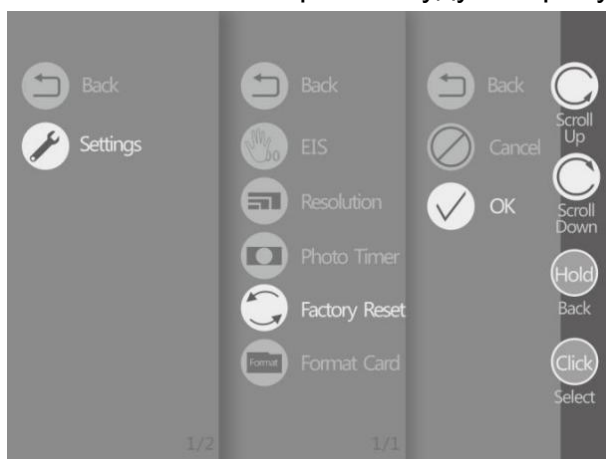 Back
Settings
1/2
Back
EIS
60
Resolution
Photo Timer
Factory Reset
Format
Format Card
1/1
Back
Cancel
OK
Scroll
Up
Scroll
Down
Hold
Back
Click
Select